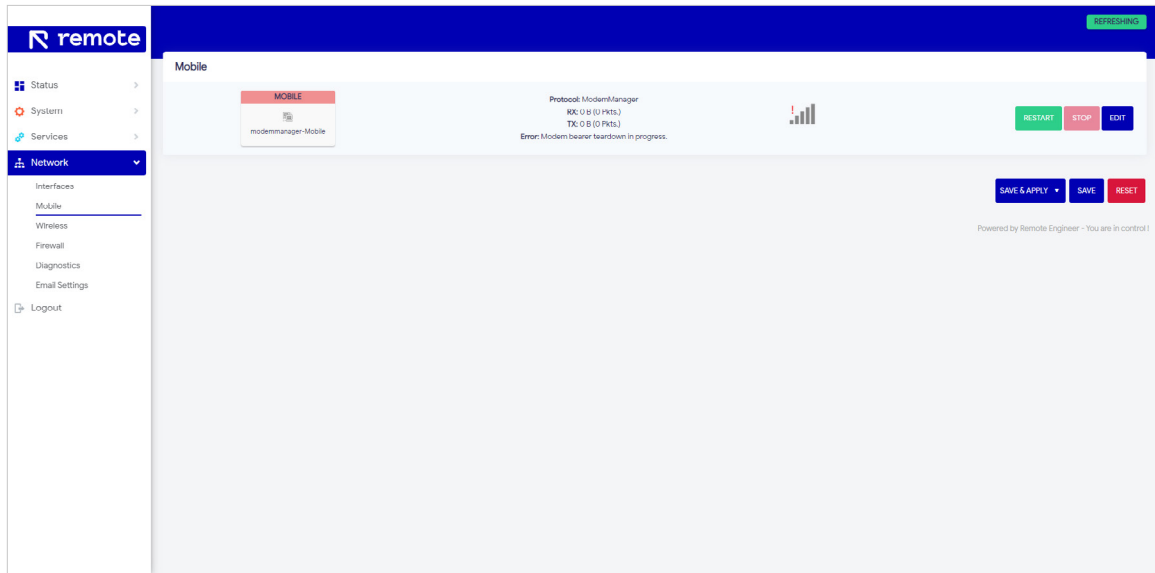 REFRESHING
remote
Mobile
Status
System
Services
Network
Interfaces
Mobile
Wireless
Firewall
Diagnostics
Email Settings
Logout
MOBILE
modemmanager-Mobile
Protocol: ModemManager
RX: 0 B (0 Pkts.)
TX: 0 B (0 Pkts.)
Error: Modem bearer teardown in progress.
RESTART STOP EDIT
SAVE & APPLY SAVE RESET
Powered by Remote Engineer - You are in control !